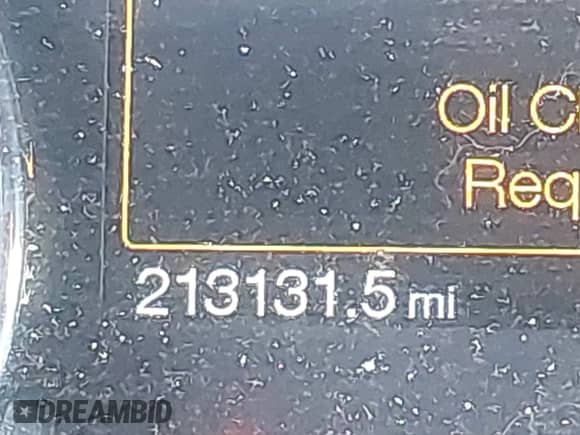 Oil C
Req
213131.5 mi
DREAMBID